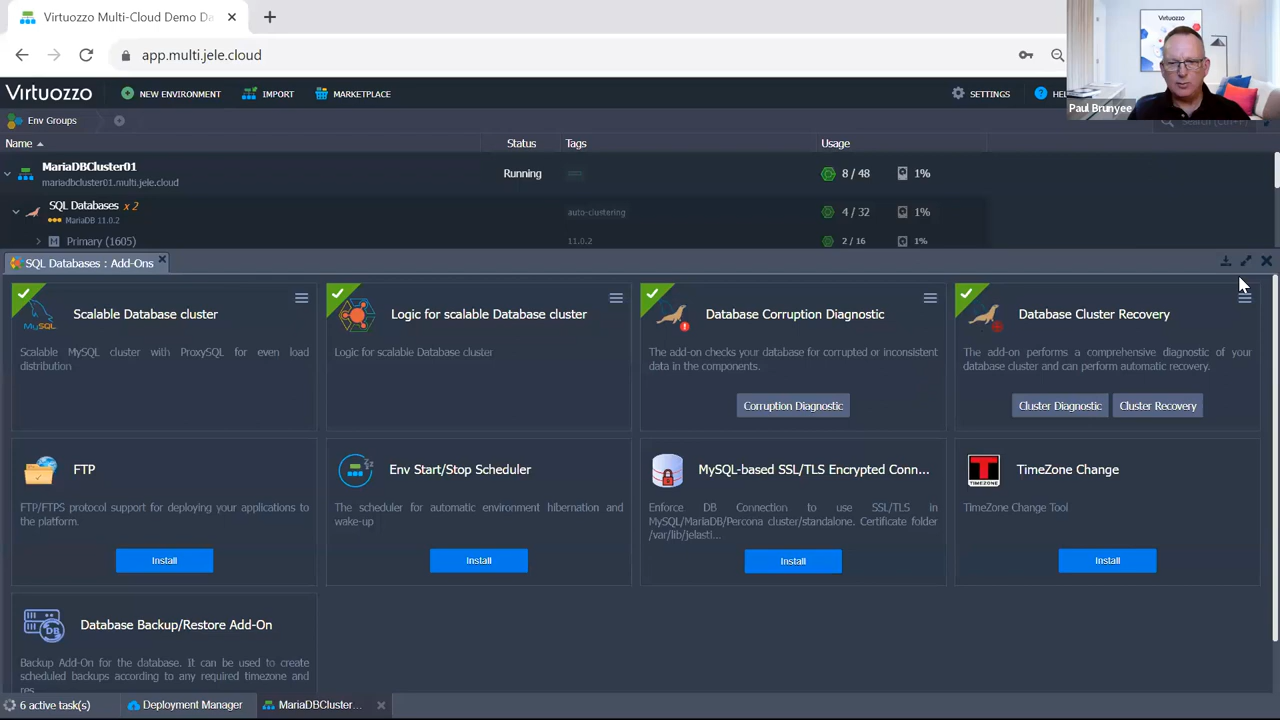 Virtuozzo Multi-Cloud Demo Da
app.multi.jele.cloud
Virtuozzo
Paul Brunyee
Virtuozzo
NEW ENVIRONMENT
IMPORT
MARKETPLACE
SETTINGS
HEL
Env Groups
Search (Ctrl+F)
Name
Status
Tags
Usage
MariaDBCluster01
mariadbcluster01.multi.jele.cloud
Running
8 / 48
1%
SQL Databases x 2
MariaDB 11.0.2
auto-clustering
4 / 32
1%
Primary (1605)
11.0.2
2 / 16
1%
SQL Databases : Add-Ons
Scalable Database cluster
Scalable MySQL cluster with ProxySQL for even load
distribution
Logic for scalable Database cluster
Logic for scalable Database cluster
Database Corruption Diagnostic
The add-on checks your database for corrupted or inconsistent
data in the components.
Corruption Diagnostic
Database Cluster Recovery
The add-on performs a comprehensive diagnostic of your
database cluster and can perform automatic recovery.
Cluster Diagnostic
Cluster Recovery
FTP
FTP/FTPS protocol support for deploying your applications to
the platform.
Install
Env Start/Stop Scheduler
The scheduler for automatic environment hibernation and
wake-up
Install
MySQL-based SSL/TLS Encrypted Conn...
Enforce DB Connection to use SSL/TLS in
MySQL/MariaDB/Percona cluster/standalone. Certificate folder
/var/lib/jelasti...
Install
TIMEZONE
TimeZone Change
TimeZone Change Tool
Install
DB
Database Backup/Restore Add-On
Backup Add-On for the database. It can be used to create
scheduled backups according to any required timezone and
res
6 active task(s)
Deployment Manager
MariaDBCluster...